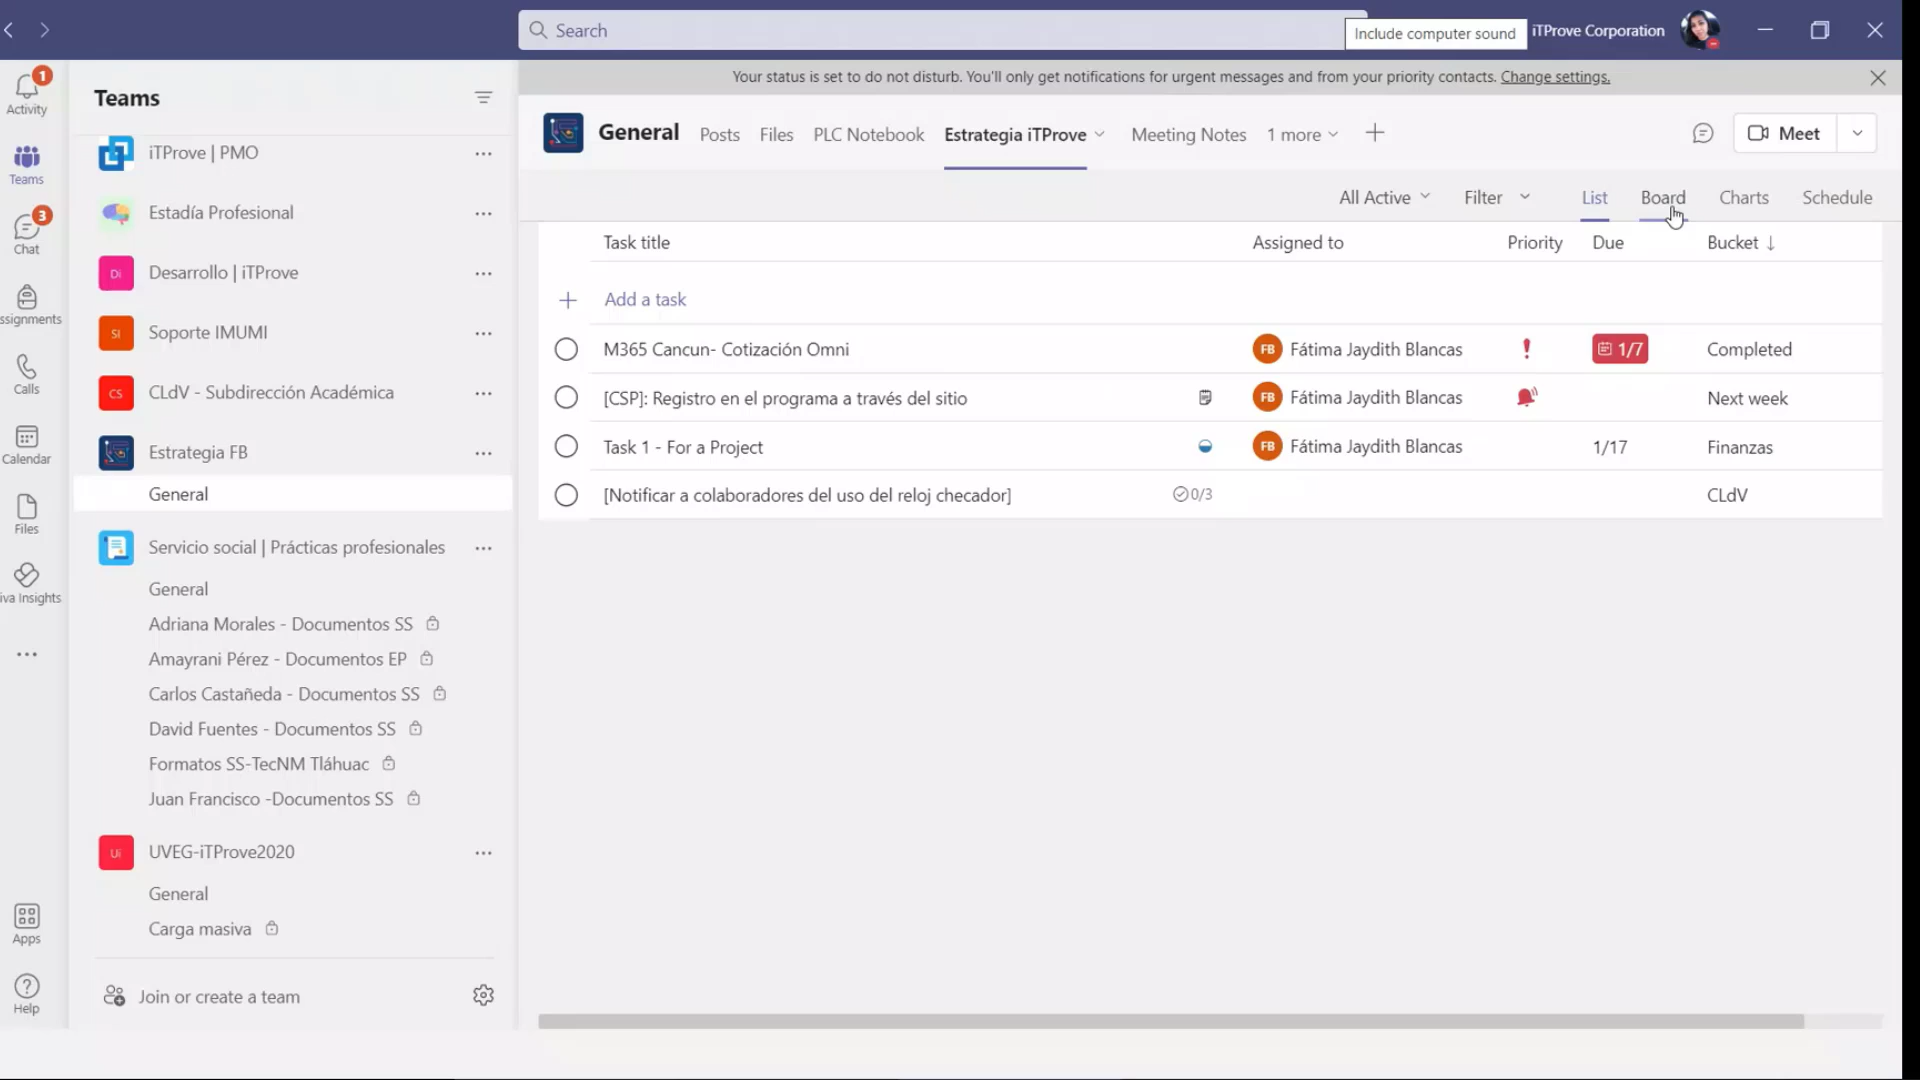 Search
Include computer sound
iTProve Corporation
1
Activity
Teams
3
Chat
ssignments
Calls
Calendar
Files
iva Insights
Apps
Help
Teams
iTProve | PMO
Estadía Profesional
Di
Desarrollo | iTProve
SI
Soporte IMUMI
CS
CLdV - Subdirección Académica
Estrategia FB
General
Servicio social | Prácticas profesionales
General
Adriana Morales - Documentos SS
Amayrani Pérez - Documentos EP
Carlos Castañeda - Documentos SS
David Fuentes - Documentos SS
Formatos SS-TecNM Tláhuac
Juan Francisco -Documentos SS
Ui
UVEG-iTProve2020
General
Carga masiva
Join or create a team
Your status is set to do not disturb. You'll only get notifications for urgent messages and from your priority contacts. Change settings.
General Posts Files PLC Notebook Estrategia iTProve Meeting Notes 1 more Meet
All Active Filter List Board Charts Schedule
Task title Assigned to Priority Due Bucket ↓
Add a task
M365 Cancun- Cotización Omni FB Fátima Jaydith Blancas 1/7 Completed
[CSP]: Registro en el programa a través del sitio FB Fátima Jaydith Blancas Next week
Task 1 - For a Project FB Fátima Jaydith Blancas 1/17 Finanzas
[Notificar a colaboradores del uso del reloj checador] 0/3 CLdV